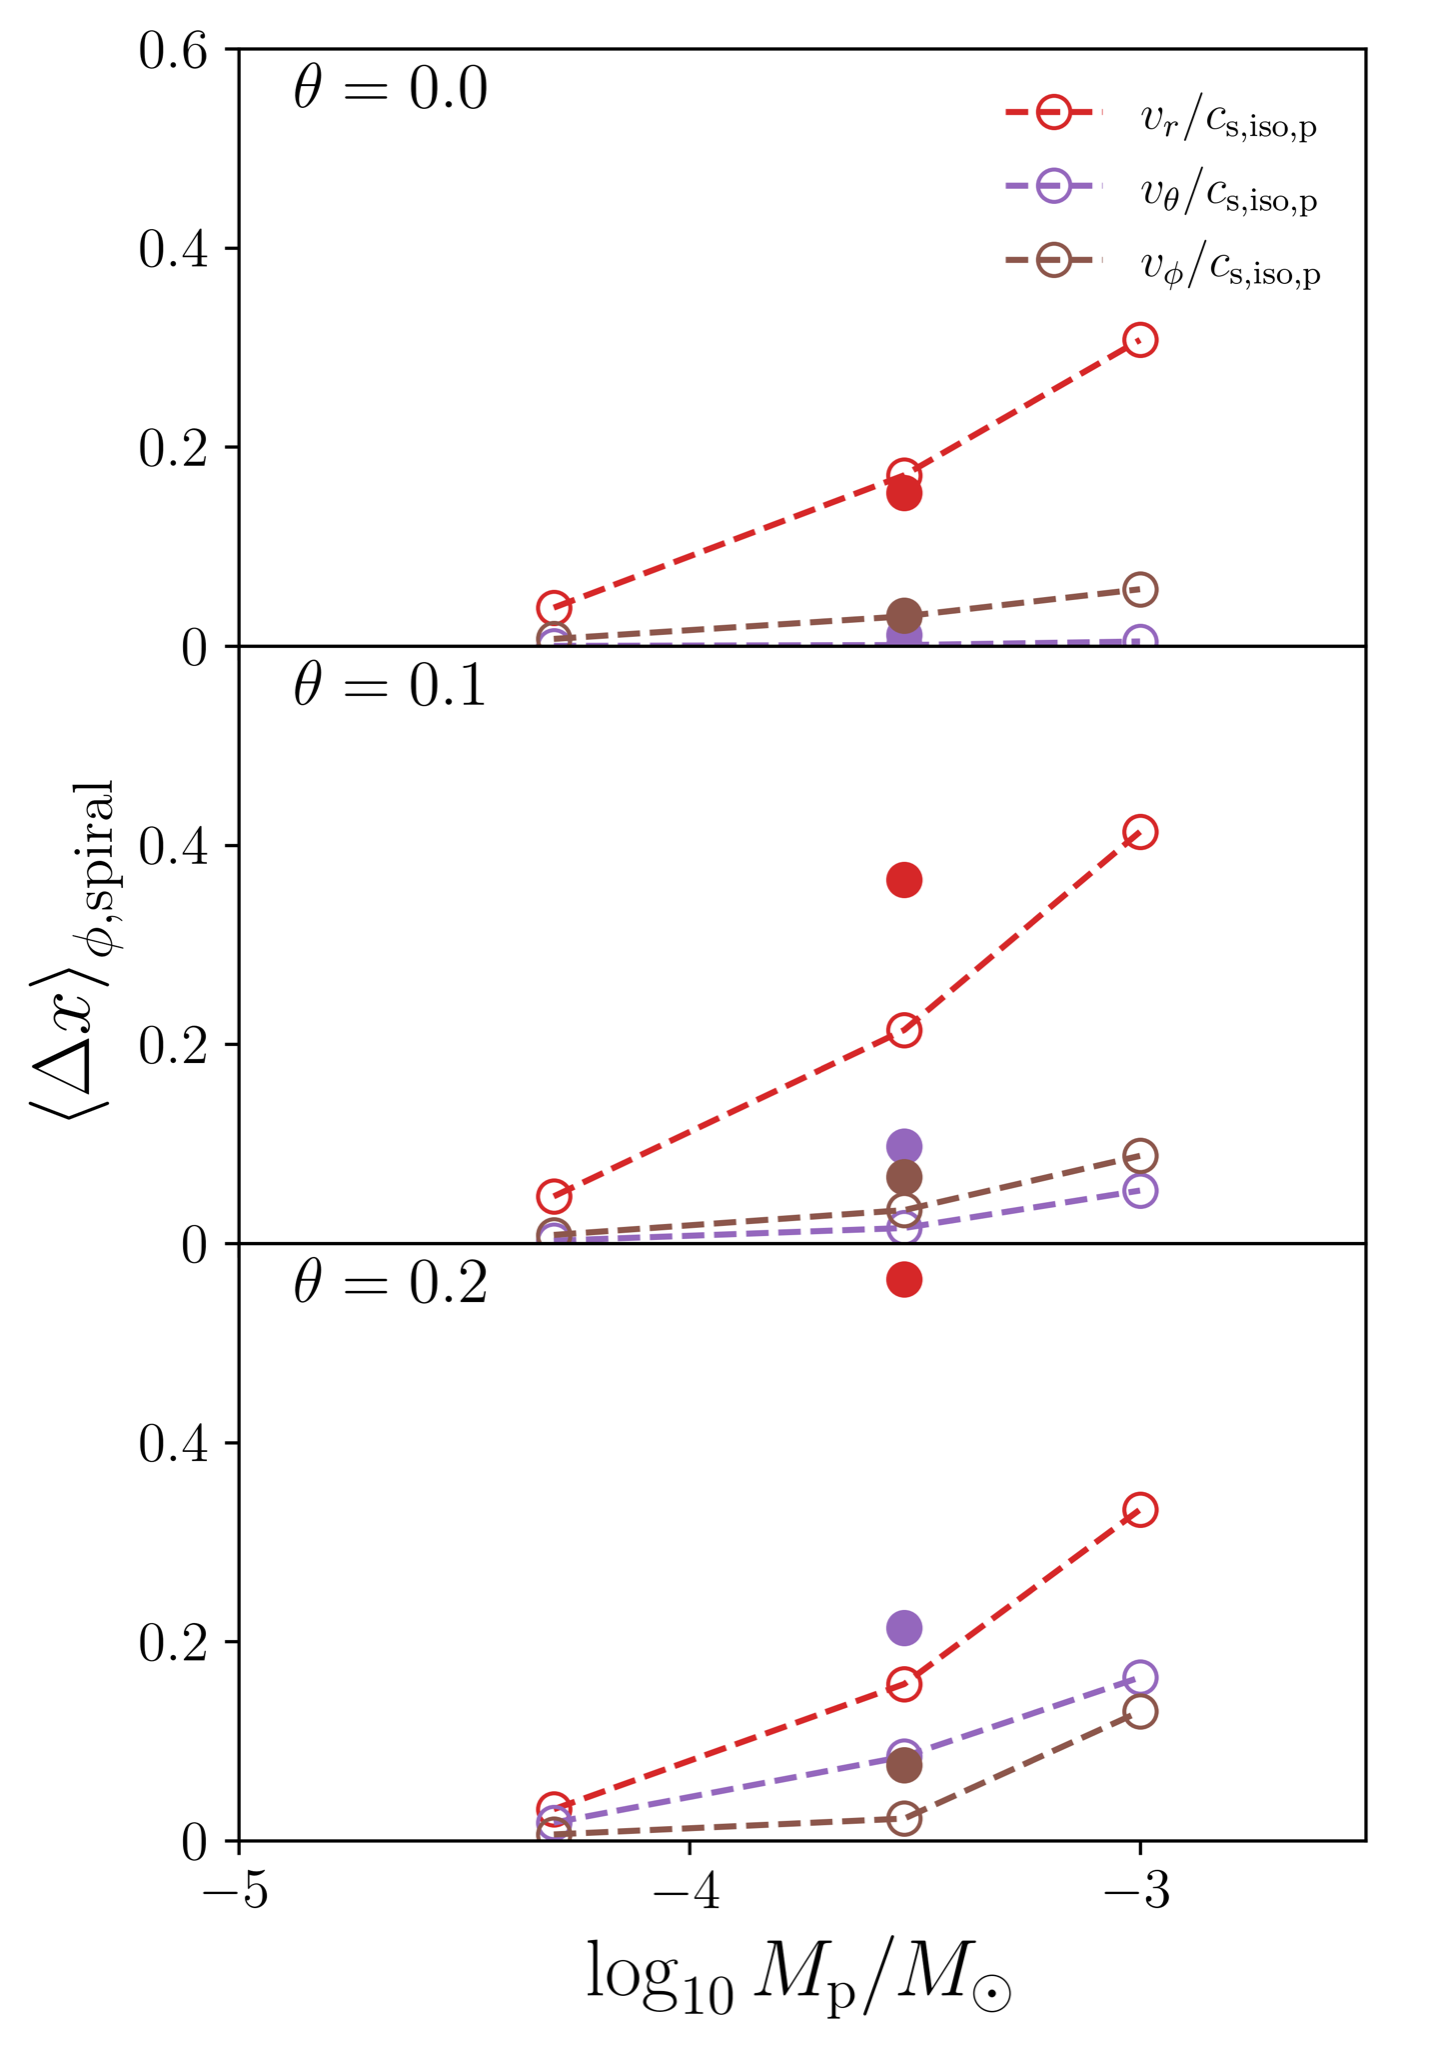 0.6
θ = 0.0
v_r/c_s,iso,p
v_θ/c_s,iso,p
v_ϕ/c_s,iso,p
0.4
0.2
0
θ = 0.1
0.4
0.2
0
θ = 0.2
0.4
0.2
0
⟨Δx⟩_ϕ,spiral
−5
−4
−3
log₁₀ M_p/M_⊙